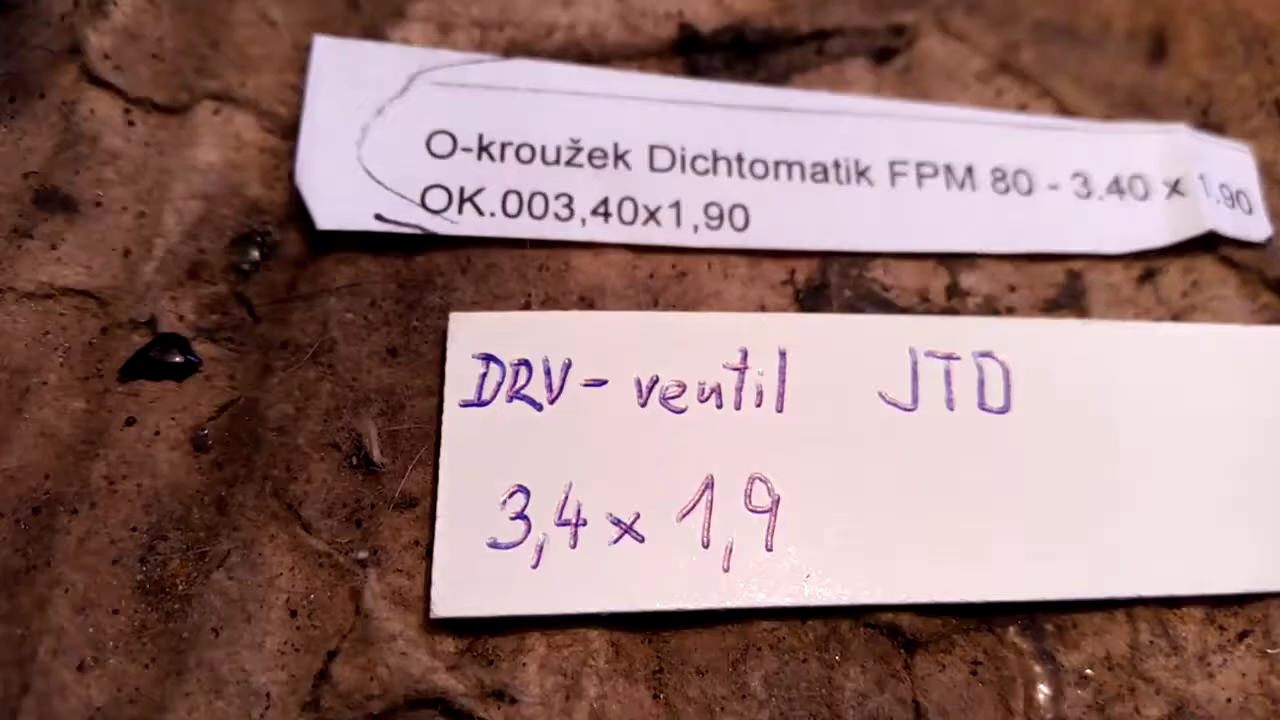 O-kroužek Dichtomatik FPM 80 - 3.40 x 1,90
OK.003,40x1,90
DRV- ventil JTD
3,4 x 1,9